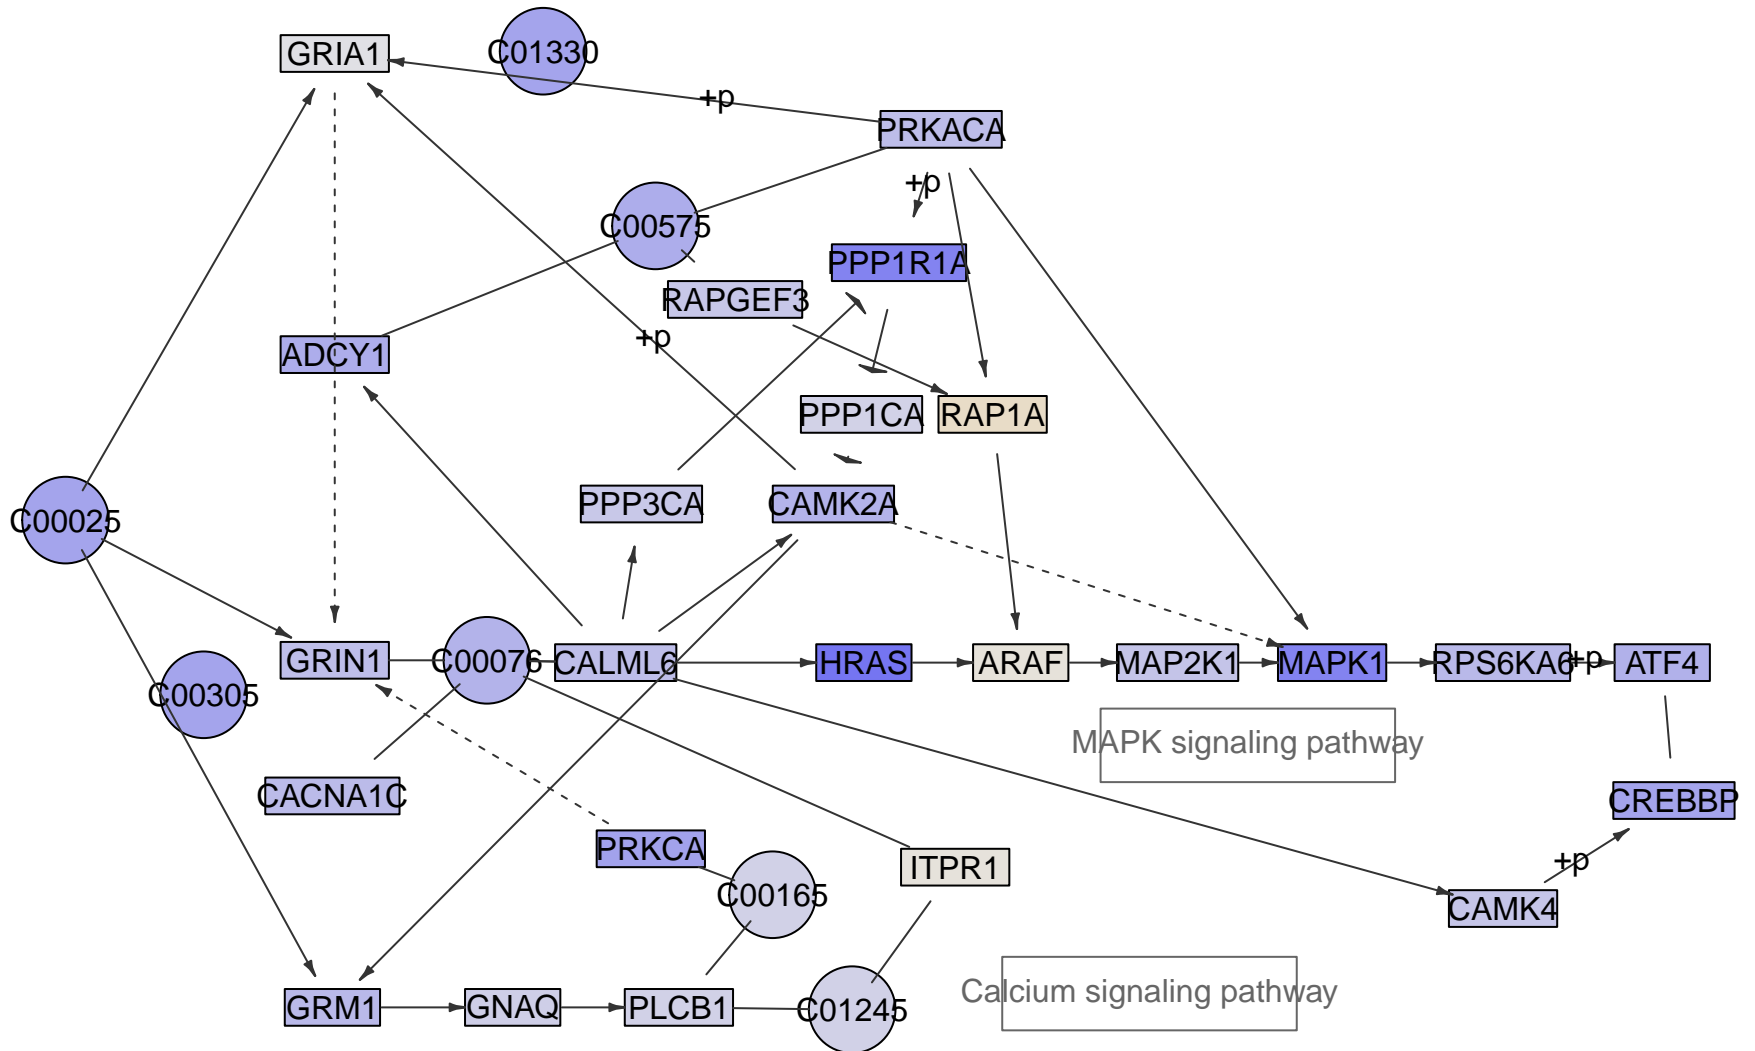 GRIA1
C01330
+p
PRKACA
+p
C00575
PPP1R1A
RAPGEF3
+p
ADCY1
PPP1CA
RAP1A
PPP3CA
CAMK2A
C00025
GRIN1
C00076
CALML6
HRAS
ARAF
MAP2K1
MAPK1
RPS6KA6
+p
ATF4
C00305
MAPK signaling pathway
CACNA1C
CREBBP
PRKCA
ITPR1
+p
C00165
CAMK4
Calcium signaling pathway
GRM1
GNAQ
PLCB1
C01245